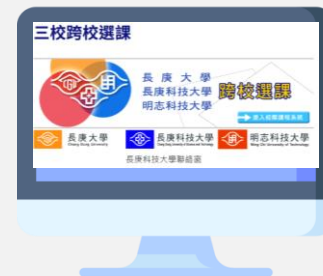 三校跨校選課
長庚大學
長庚科技大學
明志科技大學
跨校選課
進入校際選課系統
長庚大學
Chang Gung University
長庚科技大學
明志科技大學
Ming Chi University of Technology
長庚科技大學聯絡窗